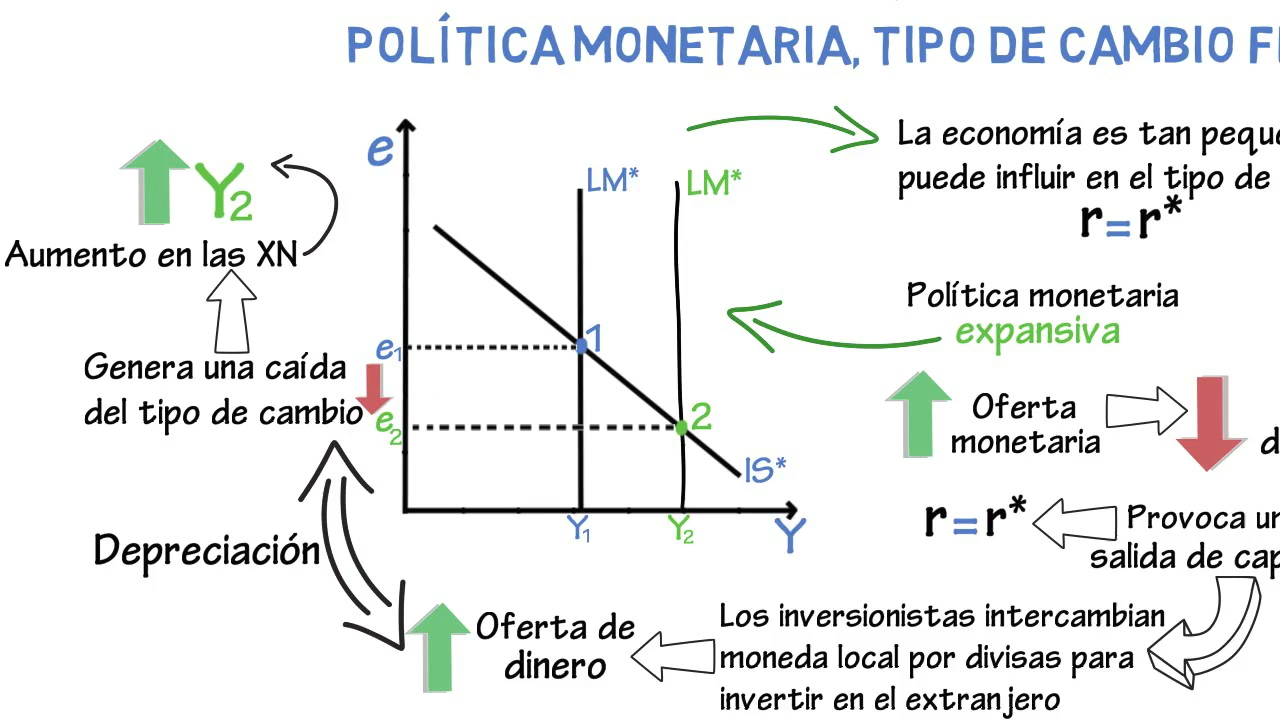 POLÍTICA MONETARIA, TIPO DE CAMBIO
La economía es tan
puede influir en el tipo de
r=r*
e
LM*
LM*
Y2
Aumento en las XN
Genera una caída
del tipo de cambio
e1
e2
1
2
IS*
Y1
Y2
Y
Política monetaria
expansiva
Oferta
monetaria
r=r*
Provoca
salida de
Depreciación
Oferta de
dinero
Los inversionistas intercambian
moneda local por divisas para
invertir en el extranjero